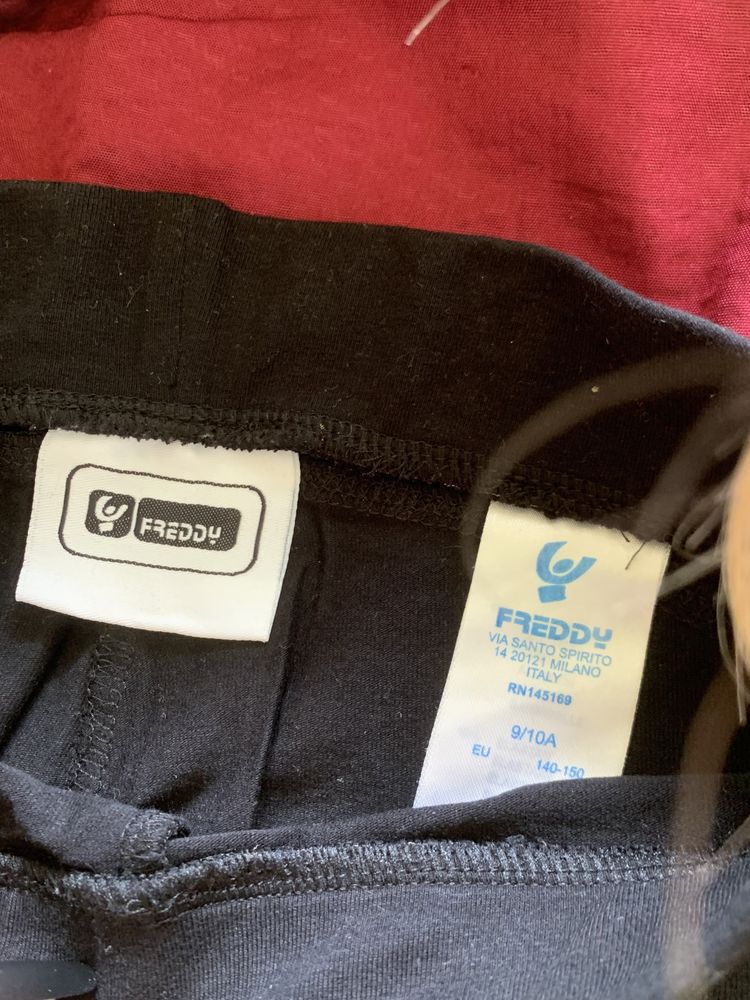 FREDDY
FREDDY
VIA SANTO SPIRITO
14 20121 MILANO
ITALY
RN145169
9/10A
EU 140-150